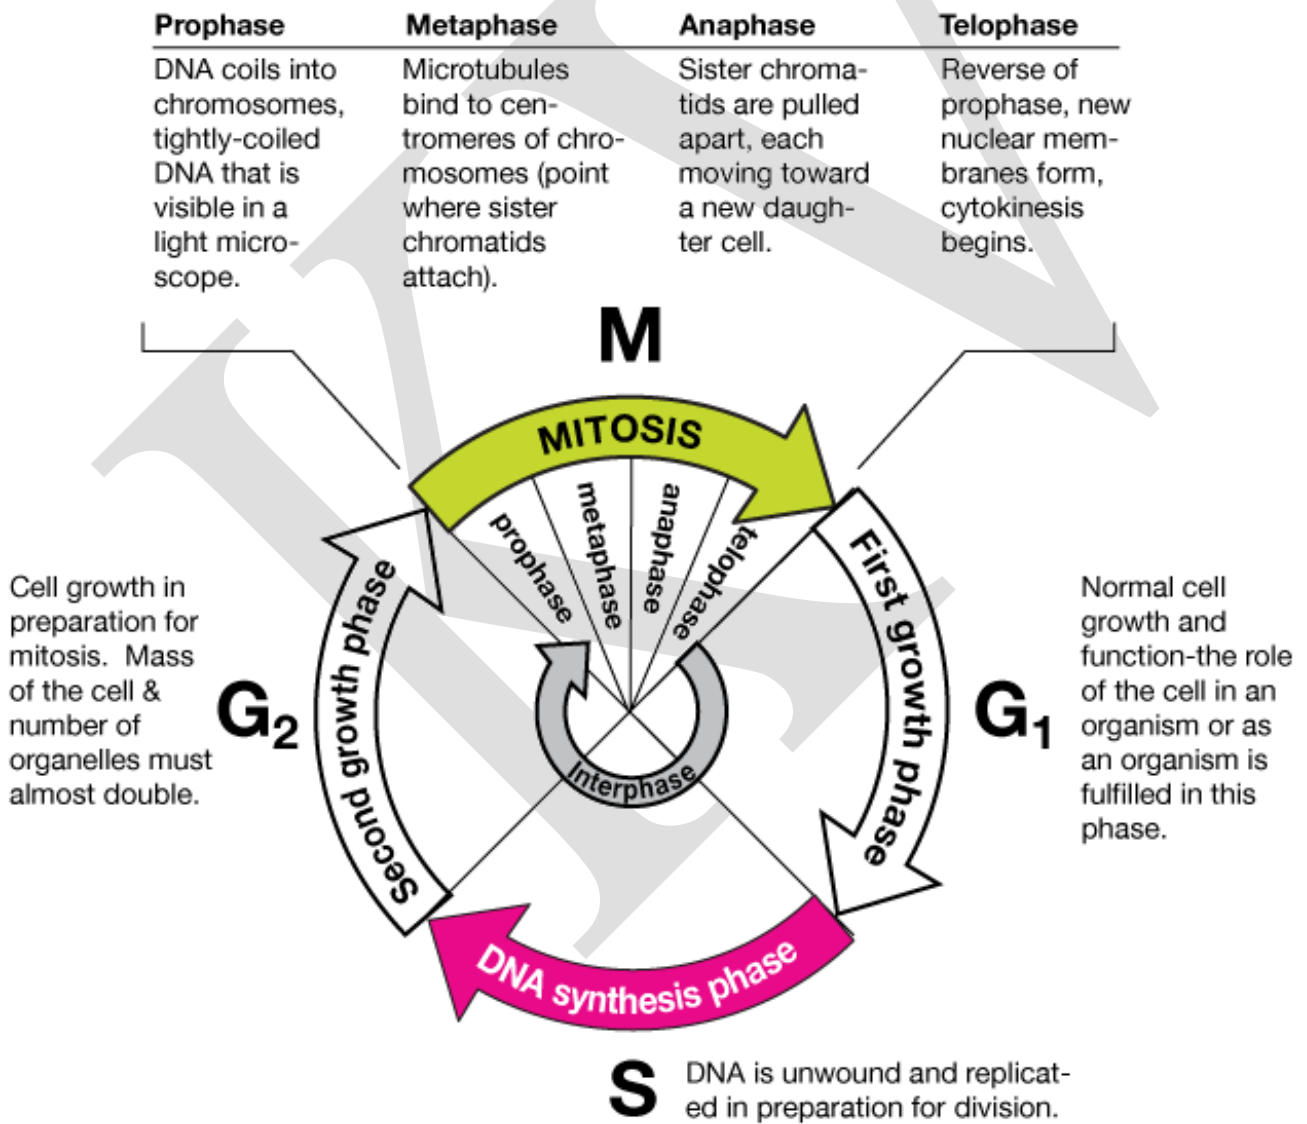 Prophase
DNA coils into
chromosomes,
tightly-coiled
DNA that is
visible in a
light micro-
scope.
Metaphase
Microtubules
bind to cen-
tromeres of chro-
mosomes (point
where sister
chromatids
attach).
Anaphase
Sister chroma-
tids are pulled
apart, each
moving toward
a new daugh-
ter cell.
Telophase
Reverse of
prophase, new
nuclear mem-
branes form,
cytokinesis
begins.
M
MITOSIS
prophase
metaphase
anaphase
telophase
Cell growth in
preparation for
mitosis. Mass
of the cell &
number of
organelles must
almost double.
G2
Second growth phase
Interphase
First growth phase
G1
Normal cell
growth and
function-the role
of the cell in an
organism or as
an organism is
fulfilled in this
phase.
DNA synthesis phase
S
DNA is unwound and replicat-
ed in preparation for division.
KEY